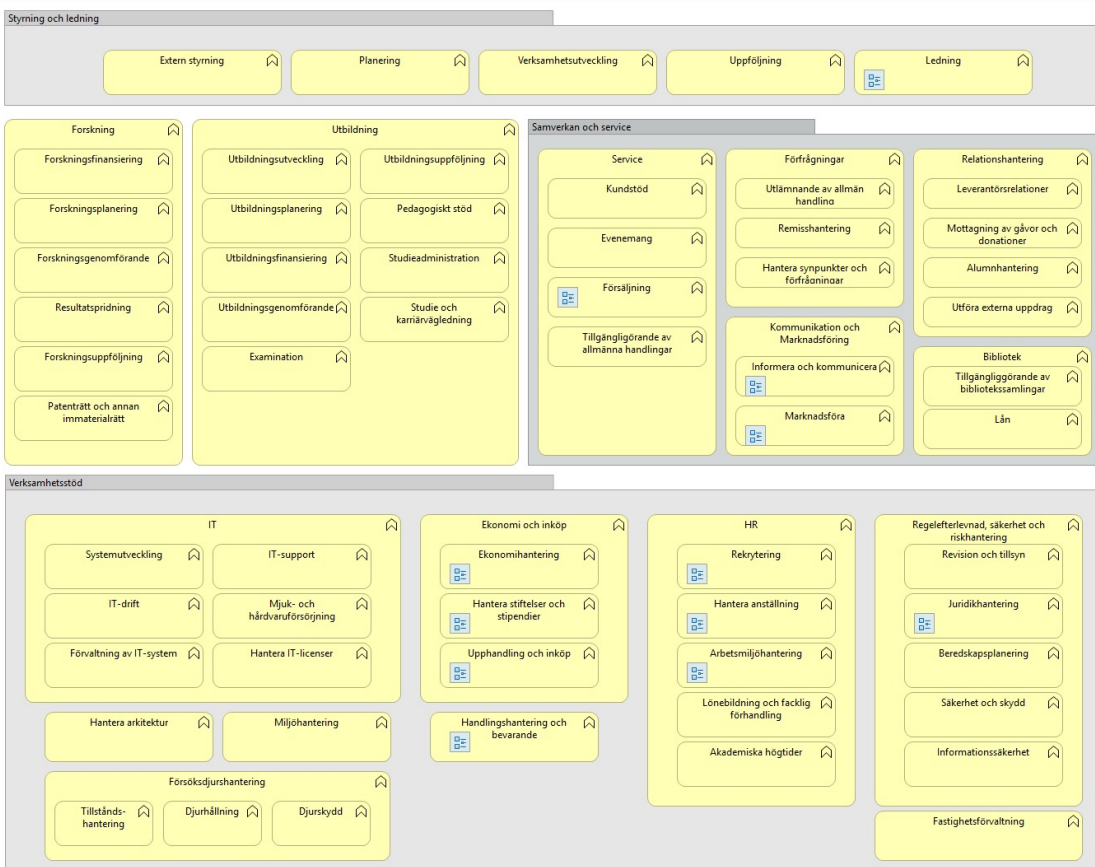 Styrning och ledning
Extern styrning
Planering
Verksamhetsutveckling
Uppföljning
Ledning
Forskning
Forskningsfinansiering
Forskningsplanering
Forskningsgenomförande
Resultatspridning
Forskningsuppföljning
Patenträtt och annan
immaterialrätt
Utbildning
Utbildningsutveckling
Utbildningsuppföljning
Utbildningsplanering
Pedagogiskt stöd
Utbildningsfinansiering
Studieadministration
Utbildningsgenomförande
Studie och
karriärvägledning
Examination
Samverkan och service
Service
Kundstöd
Evenemang
Försäljning
Tillgängligörande av
allmänna handlingar
Förfrågningar
Utlämnande av allmän
handling
Remisshantering
Hantera synpunkter och
förfrågningar
Kommunikation och
Marknadsföring
Informera och kommunicera
Marknadsföra
Relationshantering
Leverantörsrelationer
Mottagning av gåvor och
donationer
Alumnhantering
Utföra externa uppdrag
Bibliotek
Tillgängliggörande av
bibliotekssamlingar
Lån
Verksamhetsstöd
IT
Systemutveckling
IT-support
IT-drift
Mjuk- och
hårdvaruförsörjning
Förvaltning av IT-system
Hantera IT-licenser
Hantera arkitektur
Miljöhantering
Försöksdjurshantering
Tillstånds-
hantering
Djurhållning
Djurskydd
Ekonomi och inköp
Ekonomihantering
Hantera stiftelser och
stipendier
Upphandling och inköp
Handlingshantering och
bevarande
HR
Rekrytering
Hantera anställning
Arbetsmiljöhantering
Lönebildning och facklig
förhandling
Akademiska högtider
Regelefterlevnad, säkerhet och
riskhantering
Revision och tillsyn
Juridikhantering
Beredskapsplanering
Säkerhet och skydd
Informationssäkerhet
Fastighetsförvaltning